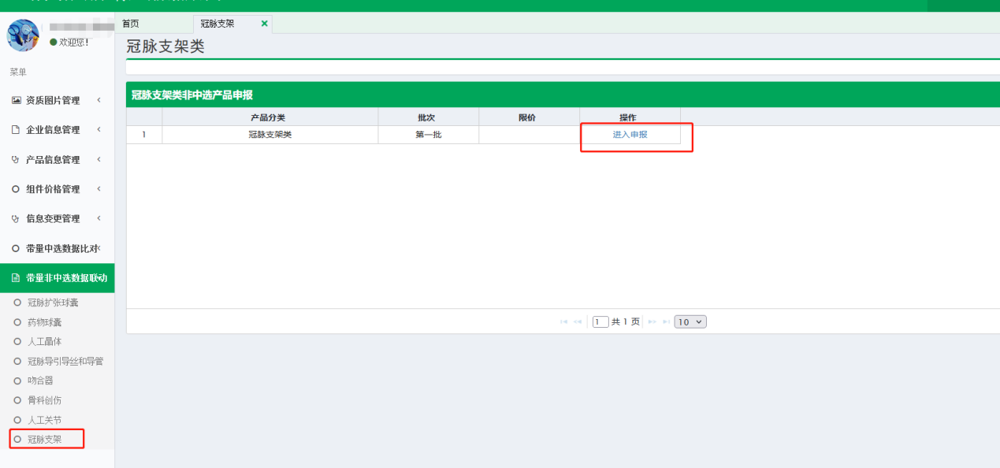 首页
冠脉支架
欢迎您!
冠脉支架类
菜单
冠脉支架类非中选产品申报
资质图片管理
产品分类 批次 限价 操作
企业信息管理
1 冠脉支架类 第一批 进入申报
产品信息管理
组件价格管理
信息变更管理
带量中选数据比对
带量非中选数据联动
冠脉扩张球囊
药物球囊
人工晶体
冠脉导引导丝和导管
吻合器
骨科创伤
人工关节
冠脉支架
1 共 1 页 10